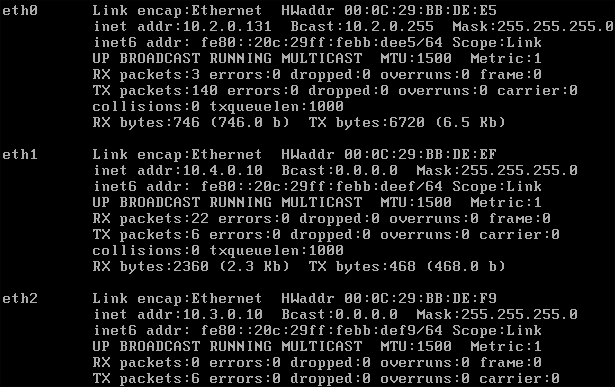 eth0 Link encap:Ethernet HWaddr 00:0C:29:BB:DE:E5
inet addr:10.2.0.131 Bcast:10.2.0.255 Mask:255.255.255.0
inet6 addr: fe80::20c:29ff:febb:dee5/64 Scope:Link
UP BROADCAST RUNNING MULTICAST MTU:1500 Metric:1
RX packets:3 errors:0 dropped:0 overruns:0 frame:0
TX packets:140 errors:0 dropped:0 overruns:0 carrier:0
collisions:0 txqueuelen:1000
RX bytes:746 (746.0 b) TX bytes:6720 (6.5 Kb)
eth1 Link encap:Ethernet HWaddr 00:0C:29:BB:DE:EF
inet addr:10.4.0.10 Bcast:0.0.0.0 Mask:255.255.255.0
inet6 addr: fe80::20c:29ff:febb:deef/64 Scope:Link
UP BROADCAST RUNNING MULTICAST MTU:1500 Metric:1
RX packets:22 errors:0 dropped:0 overruns:0 frame:0
TX packets:6 errors:0 dropped:0 overruns:0 carrier:0
collisions:0 txqueuelen:1000
RX bytes:2360 (2.3 Kb) TX bytes:468 (468.0 b)
eth2 Link encap:Ethernet HWaddr 00:0C:29:BB:DE:F9
inet addr:10.3.0.10 Bcast:0.0.0.0 Mask:255.255.255.0
inet6 addr: fe80::20c:29ff:febb:def9/64 Scope:Link
UP BROADCAST RUNNING MULTICAST MTU:1500 Metric:1
RX packets:0 errors:0 dropped:0 overruns:0 frame:0
TX packets:6 errors:0 dropped:0 overruns:0 carrier:0